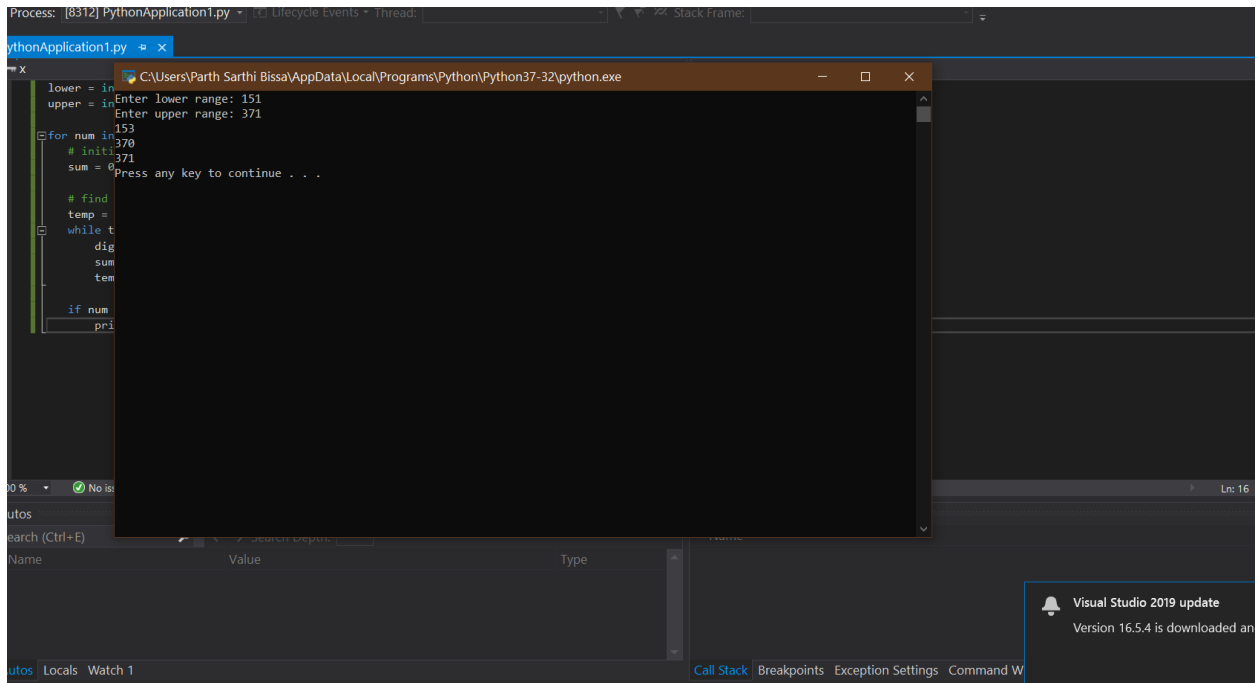 Process: [8312] PythonApplication1.py Lifecycle Events Thread: Stack Frame:
ythonApplication1.py
x
C:\Users\Parth Sarthi Bissa\AppData\Local\Programs\Python\Python37-32\python.exe
lower = in
upper = in
for num in
# initi
sum = 0
# find
temp =
while t
dig
sum
tem
if num
pri
Enter lower range: 151
Enter upper range: 371
153
370
371
Press any key to continue . . .
00 % No is Ln: 16
utos
earch (Ctrl+E) Search Depth: Name
Name Value Type
Visual Studio 2019 update
Version 16.5.4 is downloaded an
utos Locals Watch 1 Call Stack Breakpoints Exception Settings Command W